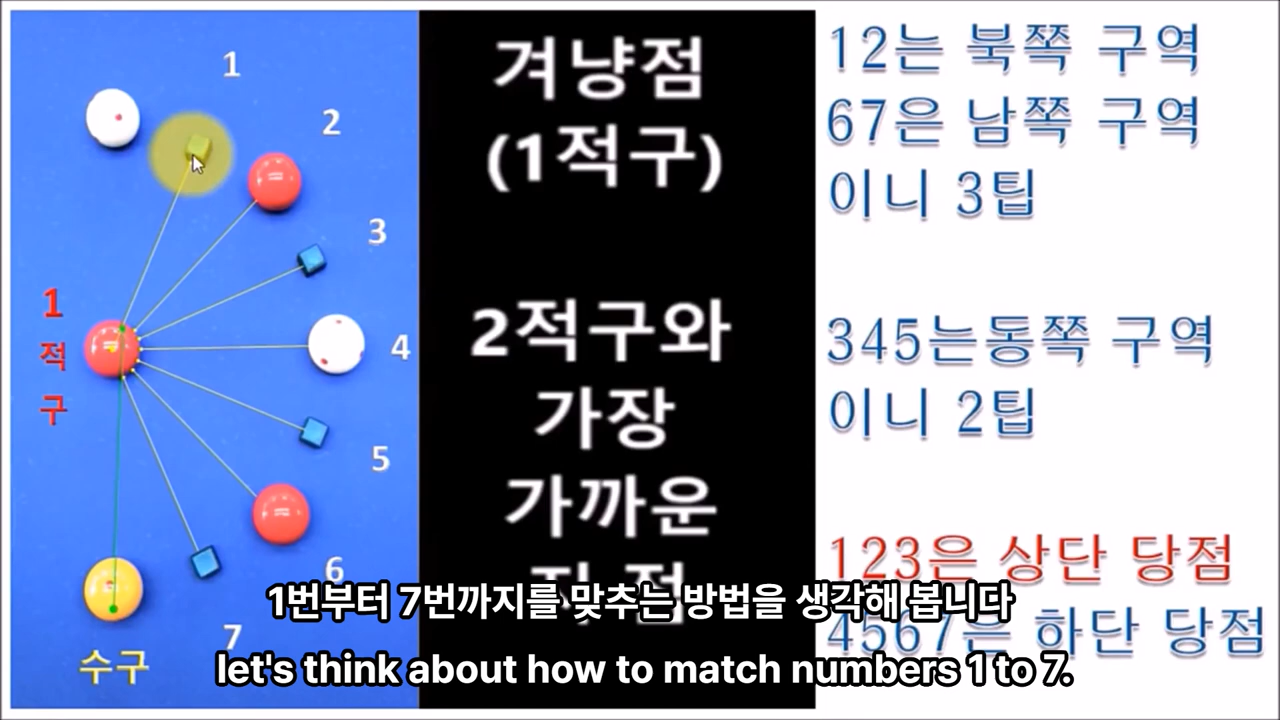 1
2
3
4
5
6
7
1
적
구
수구
겨냥점
(1적구)
2적구와
가장
가까운
지점
12는 북쪽 구역
67은 남쪽 구역
이니 3팁
345는동쪽 구역
이니 2팁
123은 상단 당점
4567은 하단 당점
1번부터 7번까지를 맞추는 방법을 생각해 봅니다
let's think about how to match numbers 1 to 7.